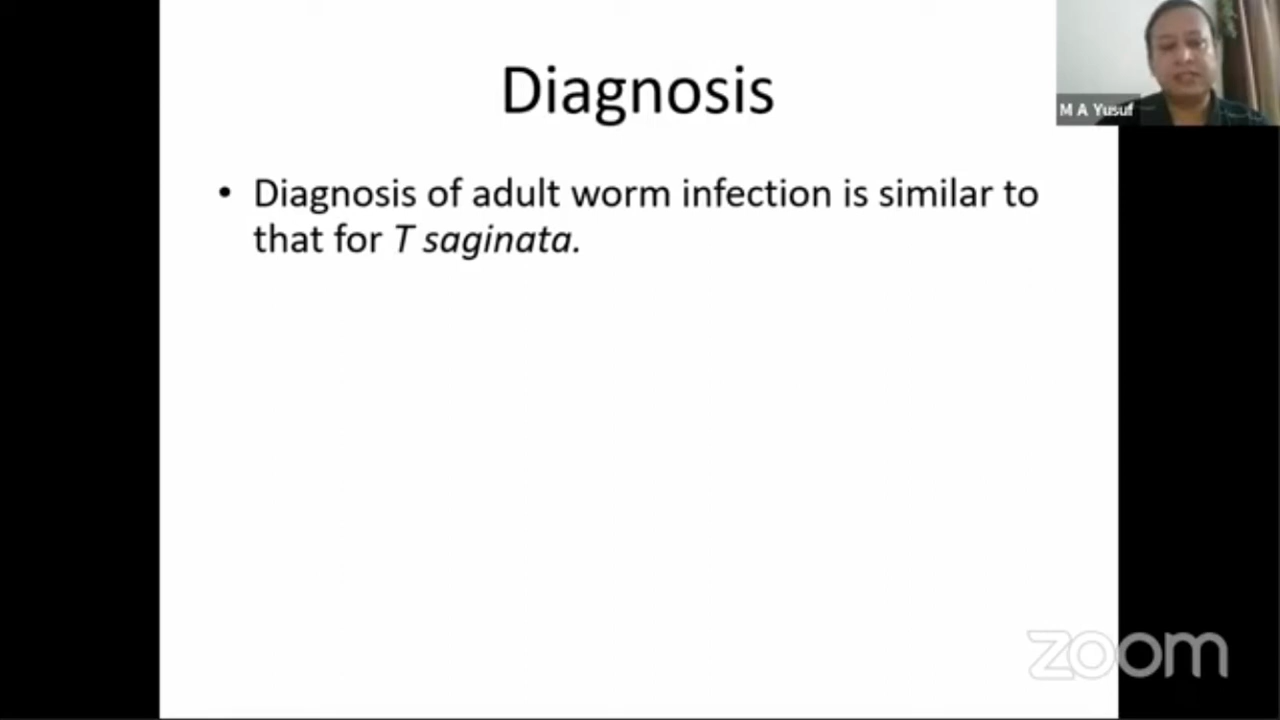 Diagnosis
• Diagnosis of adult worm infection is similar to
that for T saginata.
M A Yusuf
zoom